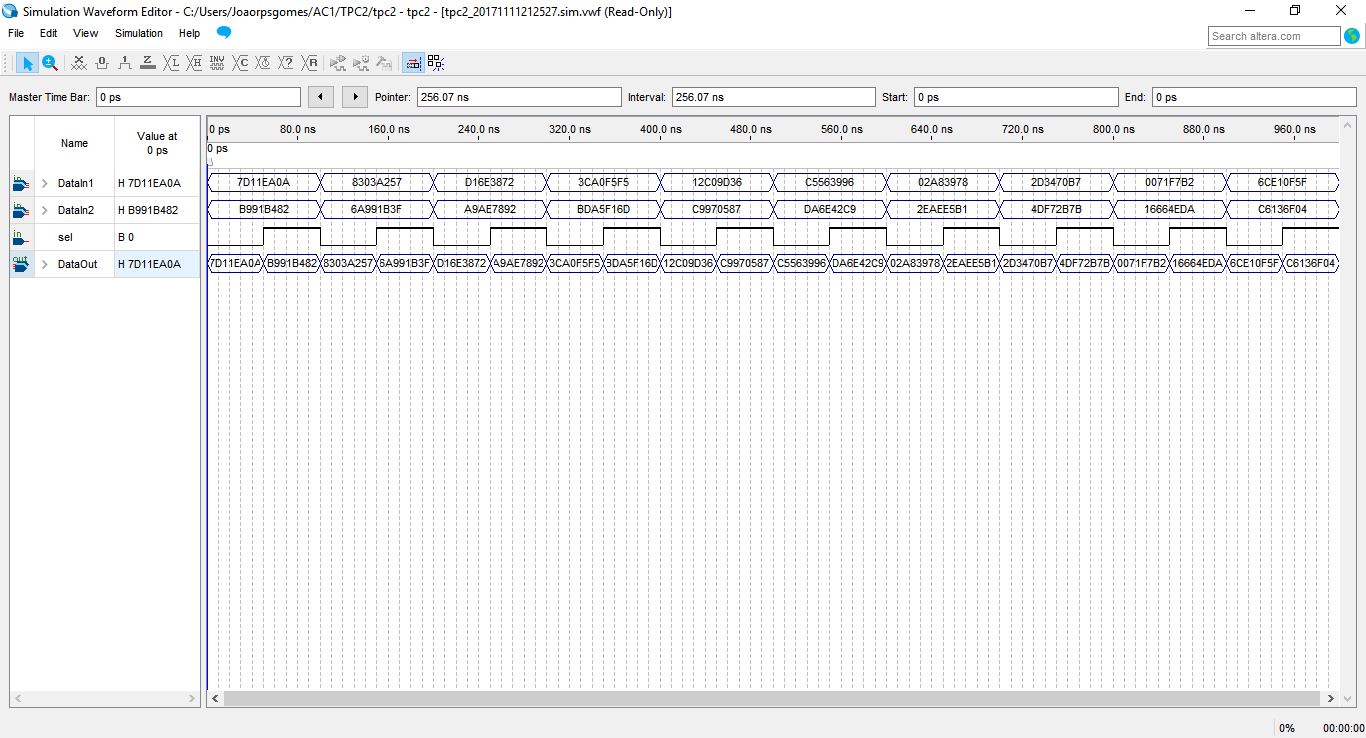 Simulation Waveform Editor - C:/Users/Joaorpsgomes/AC1/TPC2/tpc2 - tpc2 - [tpc2_20171111212527.sim.vwf (Read-Only)]
File Edit View Simulation Help Search altera.com
Master Time Bar: 0 ps Pointer: 256.07 ns Interval: 256.07 ns Start: 0 ps End: 0 ps
Name Value at 0 ps 0 ps 80.0 ns 160.0 ns 240.0 ns 320.0 ns 400.0 ns 480.0 ns 560.0 ns 640.0 ns 720.0 ns 800.0 ns 880.0 ns 960.0 ns
0 ps
in DataIn1 H 7D11EA0A 7D11EA0A 8303A257 D16E3872 3CA0F5F5 12C09D36 C5563996 02A83978 2D3470B7 0071F7B2 6CE10F5F
in DataIn2 H B991B482 B991B482 6A991B3F A9AE7892 BDA5F16D C9970587 DA6E42C9 2EAEE5B1 4DF72B7B 16664EDA C6136F04
in sel B 0
out DataOut H 7D11EA0A 7D11EA0A B991B482 8303A257 6A991B3F D16E3872 A9AE7892 3CA0F5F5 BDA5F16D 12C09D36 C9970587 C5563996 DA6E42C9 02A83978 2EAEE5B1 2D3470B7 4DF72B7B 0071F7B2 16664EDA 6CE10F5F C6136F04
0% 00:00:00